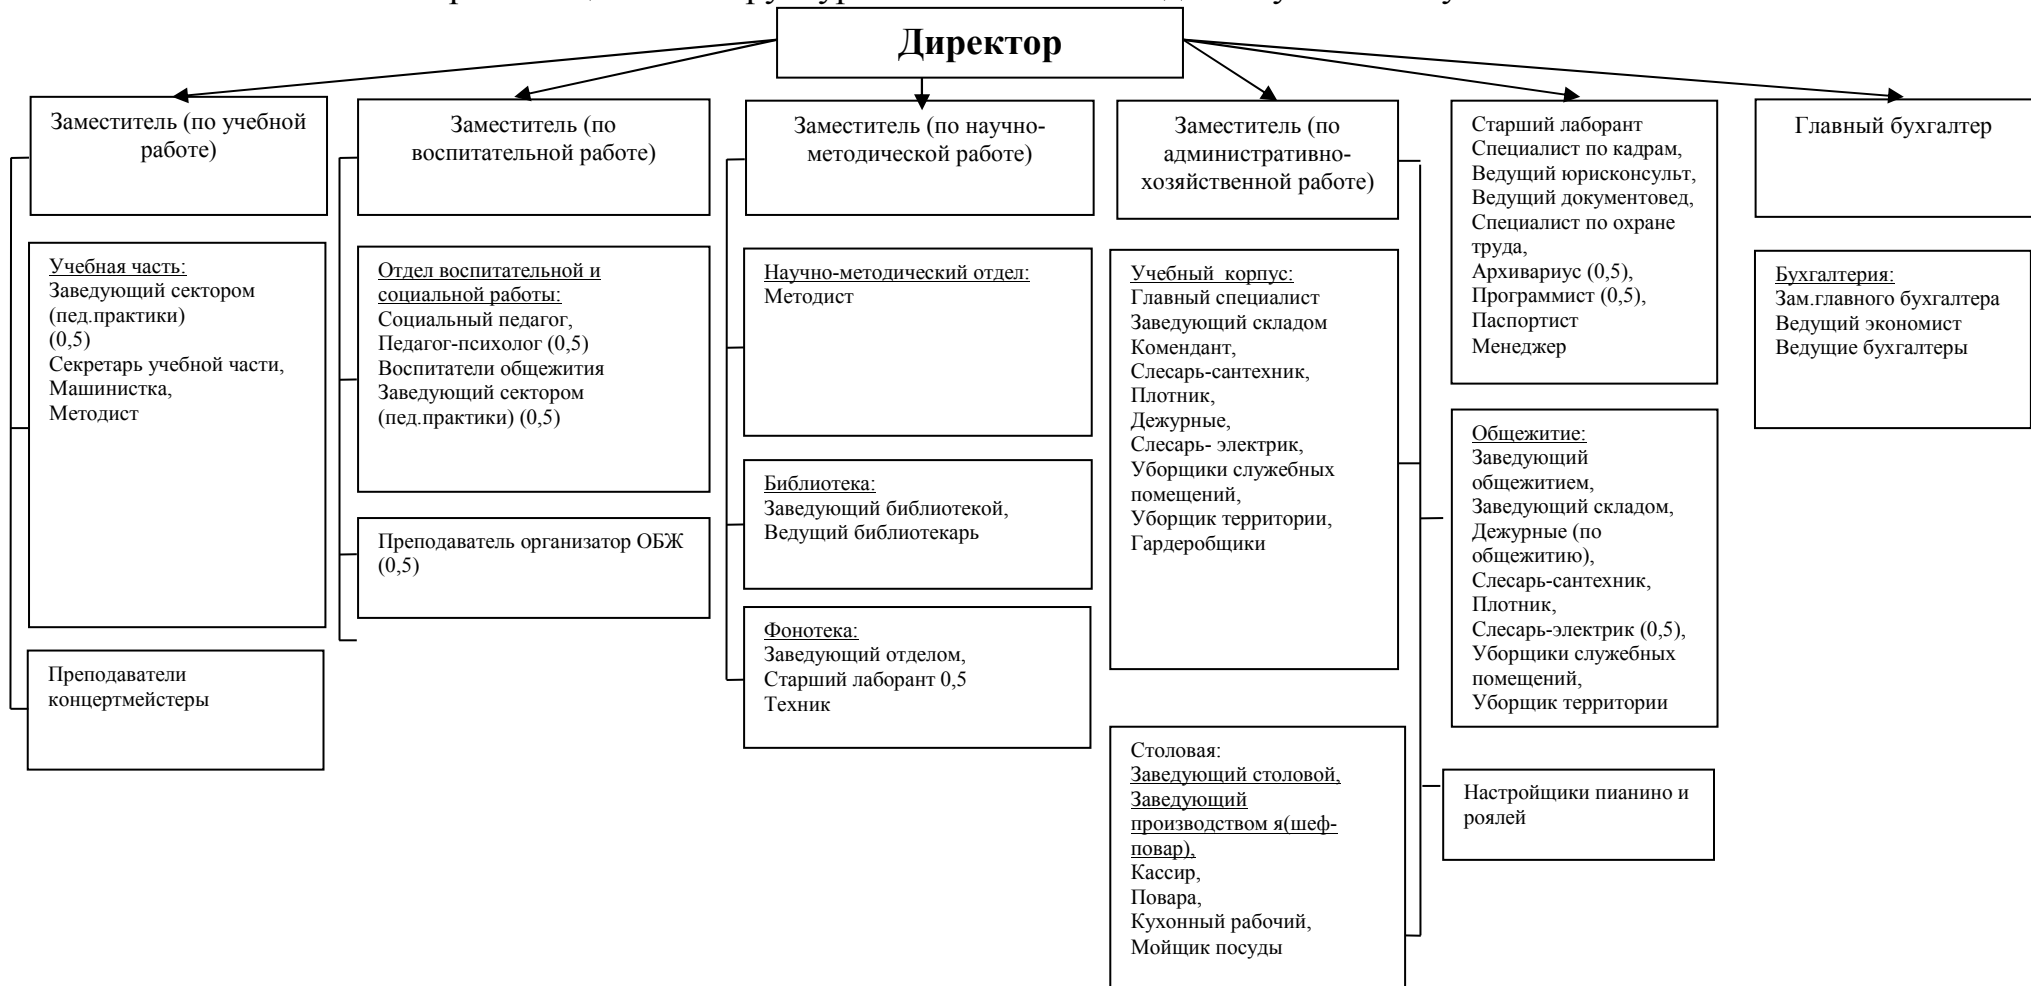 Директор
Заместитель (по учебной
работе)
Заместитель (по
воспитательной работе)
Заместитель (по научно-
методической работе)
Заместитель (по
административно-
хозяйственной работе)
Старший лаборант
Специалист по кадрам,
Ведущий юрисконсульт,
Ведущий документовед,
Специалист по охране
труда,
Архивариус (0,5),
Программист (0,5),
Паспортист
Менеджер
Главный бухгалтер
Учебная часть:
Заведующий сектором
(пед.практики)
(0,5)
Секретарь учебной части,
Машинистка,
Методист
Отдел воспитательной и
социальной работы:
Социальный педагог,
Педагог-психолог (0,5)
Воспитатели общежития
Заведующий сектором
(пед.практики) (0,5)
Научно-методический отдел:
Методист
Учебный корпус:
Главный специалист
Заведующий складом
Комендант,
Слесарь-сантехник,
Плотник,
Дежурные,
Слесарь- электрик,
Уборщики служебных
помещений,
Уборщик территории,
Гардеробщики
Бухгалтерия:
Зам.главного бухгалтера
Ведущий экономист
Ведущие бухгалтеры
Общежитие:
Заведующий
общежитием,
Заведующий складом,
Дежурные (по
общежитию),
Слесарь-сантехник,
Плотник,
Слесарь-электрик (0,5),
Уборщики служебных
помещений,
Уборщик территории
Библиотека:
Заведующий библиотекой,
Ведущий библиотекарь
Преподаватель организатор ОБЖ
(0,5)
Фонотека:
Заведующий отделом,
Старший лаборант 0,5
Техник
Преподаватели
концертмейстеры
Столовая:
Заведующий столовой,
Заведующий
производством я(шеф-
повар),
Кассир,
Повара,
Кухонный рабочий,
Мойщик посуды
Настройщики пианино и
роялей